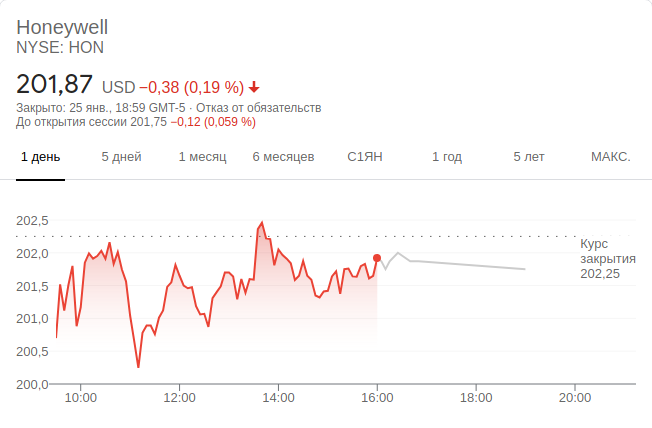 Honeywell
NYSE: HON
201,87 USD −0,38 (0,19 %)
Закрыто: 25 янв., 18:59 GMT-5 · Отказ от обязательств
До открытия сессии 201,75 −0,12 (0,059 %)
1 день 5 дней 1 месяц 6 месяцев С1ЯН 1 год 5 лет МАКС.
202,5
Курс
закрытия
202,25
202,0
201,5
201,0
200,5
200,0
10:00 12:00 14:00 16:00 18:00 20:00